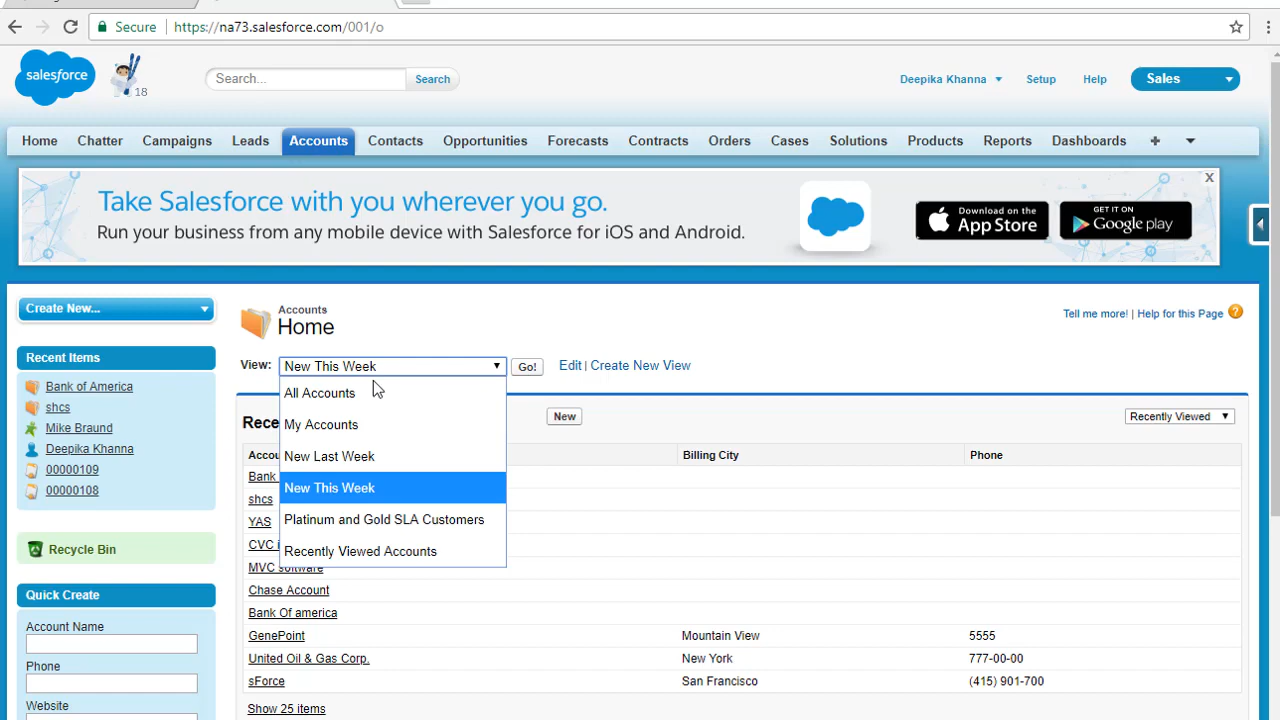 Secure https://na73.salesforce.com/001/o
salesforce
18
Search...
Search
Deepika Khanna
Setup
Help
Sales
Home Chatter Campaigns Leads Accounts Contacts Opportunities Forecasts Contracts Orders Cases Solutions Products Reports Dashboards +
Take Salesforce with you wherever you go.
Run your business from any mobile device with Salesforce for iOS and Android.
Download on the
App Store
GET IT ON
Google play
X
Create New...
Accounts
Home
Tell me more! | Help for this Page ?
Recent Items
Bank of America
shcs
Mike Braund
Deepika Khanna
00000109
00000108
Recycle Bin
Quick Create
Account Name
Phone
Website
View: New This Week
Go!
Edit | Create New View
All Accounts
My Accounts
New Last Week
New This Week
Platinum and Gold SLA Customers
Recently Viewed Accounts
Rece
New
Recently Viewed
Accou Billing City Phone
Bank
shcs
YAS
CVC i
MVC software
Chase Account
Bank Of america
GenePoint Mountain View 5555
United Oil & Gas Corp. New York 777-00-00
sForce San Francisco (415) 901-700
Show 25 items